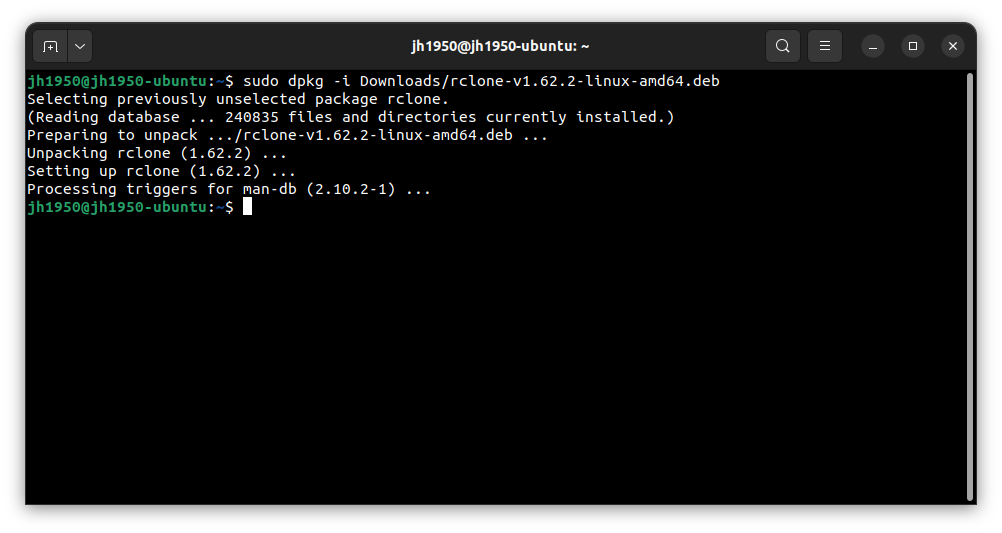 jh1950@jh1950-ubuntu: ~
jh1950@jh1950-ubuntu:~$ sudo dpkg -i Downloads/rclone-v1.62.2-linux-amd64.deb
Selecting previously unselected package rclone.
(Reading database ... 240835 files and directories currently installed.)
Preparing to unpack .../rclone-v1.62.2-linux-amd64.deb ...
Unpacking rclone (1.62.2) ...
Setting up rclone (1.62.2) ...
Processing triggers for man-db (2.10.2-1) ...
jh1950@jh1950-ubuntu:~$